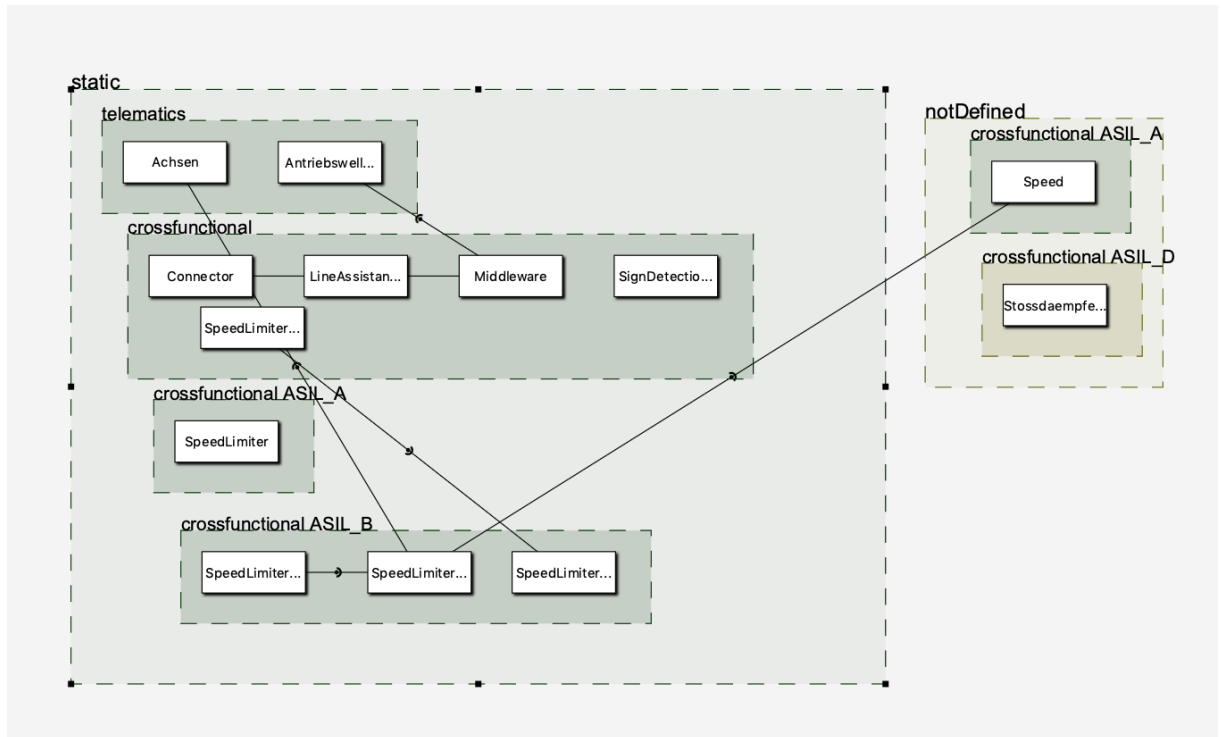 static
telematics
Achsen
Antriebswell...
crossfunctional
Connector
LineAssistan...
Middleware
SignDetectio...
SpeedLimiter...
crossfunctional ASIL_A
SpeedLimiter
crossfunctional ASIL_B
SpeedLimiter...
SpeedLimiter...
SpeedLimiter...
notDefined
crossfunctional ASIL_A
Speed
crossfunctional ASIL_D
Stossdaempfe...